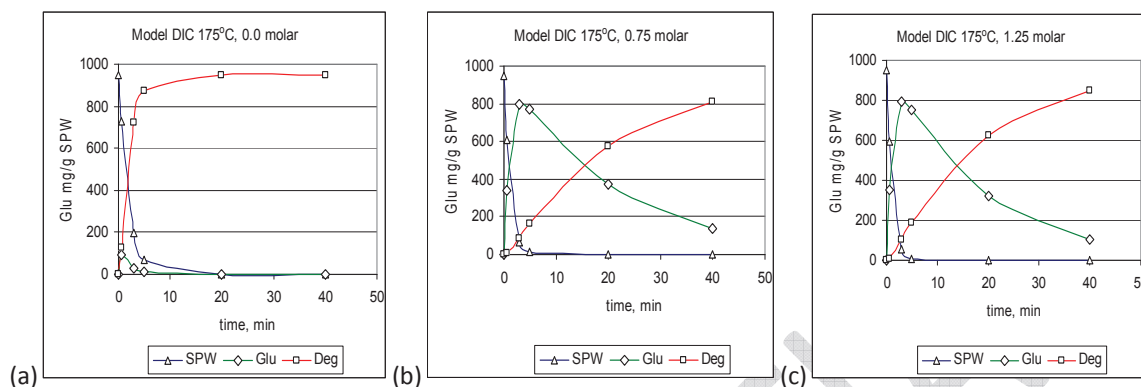 Model DIC 175°C, 0.0 molar
Glu mg/g SPW
1000
800
600
400
200
0
0 10 20 30 40 50
time, min
SPW Glu Deg
(a)
Model DIC 175°C, 0.75 molar
Glu mg/g SPW
1000
800
600
400
200
0
0 10 20 30 40 50
time, min
SPW Glu Deg
(b)
Model DIC 175°C, 1.25 molar
Glu mg/g SPW
1000
800
600
400
200
0
0 10 20 30 40 50
time, min
SPW Glu Deg
(c)